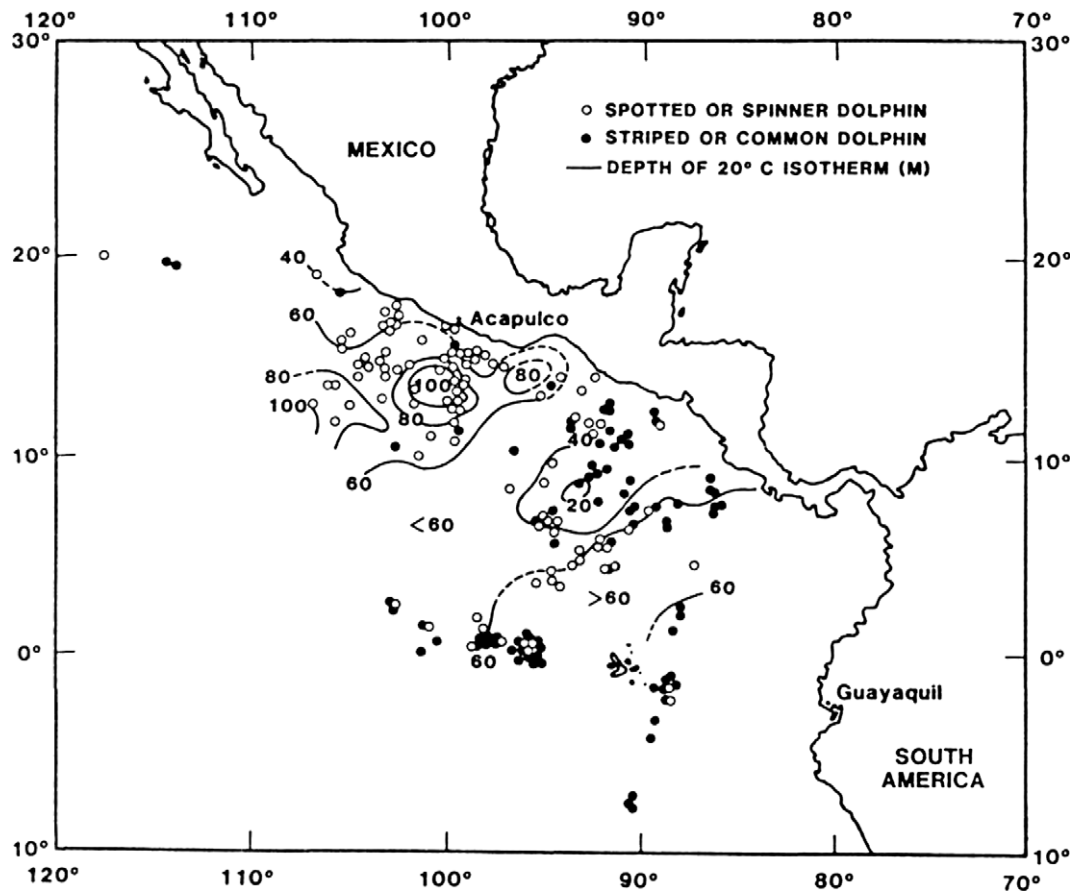 120° 110° 100° 90° 80° 70°
30° 30°
○ SPOTTED OR SPINNER DOLPHIN
● STRIPED OR COMMON DOLPHIN
— DEPTH OF 20° C ISOTHERM (M)
MEXICO
20° 20°
40
60
Acapulco
80
80
100
100
80
40
10° 10°
60
20
<60
>60
60
0° 60 0°
Guayaquil
SOUTH
AMERICA
10° 10°
120° 110° 100° 90° 80° 70°